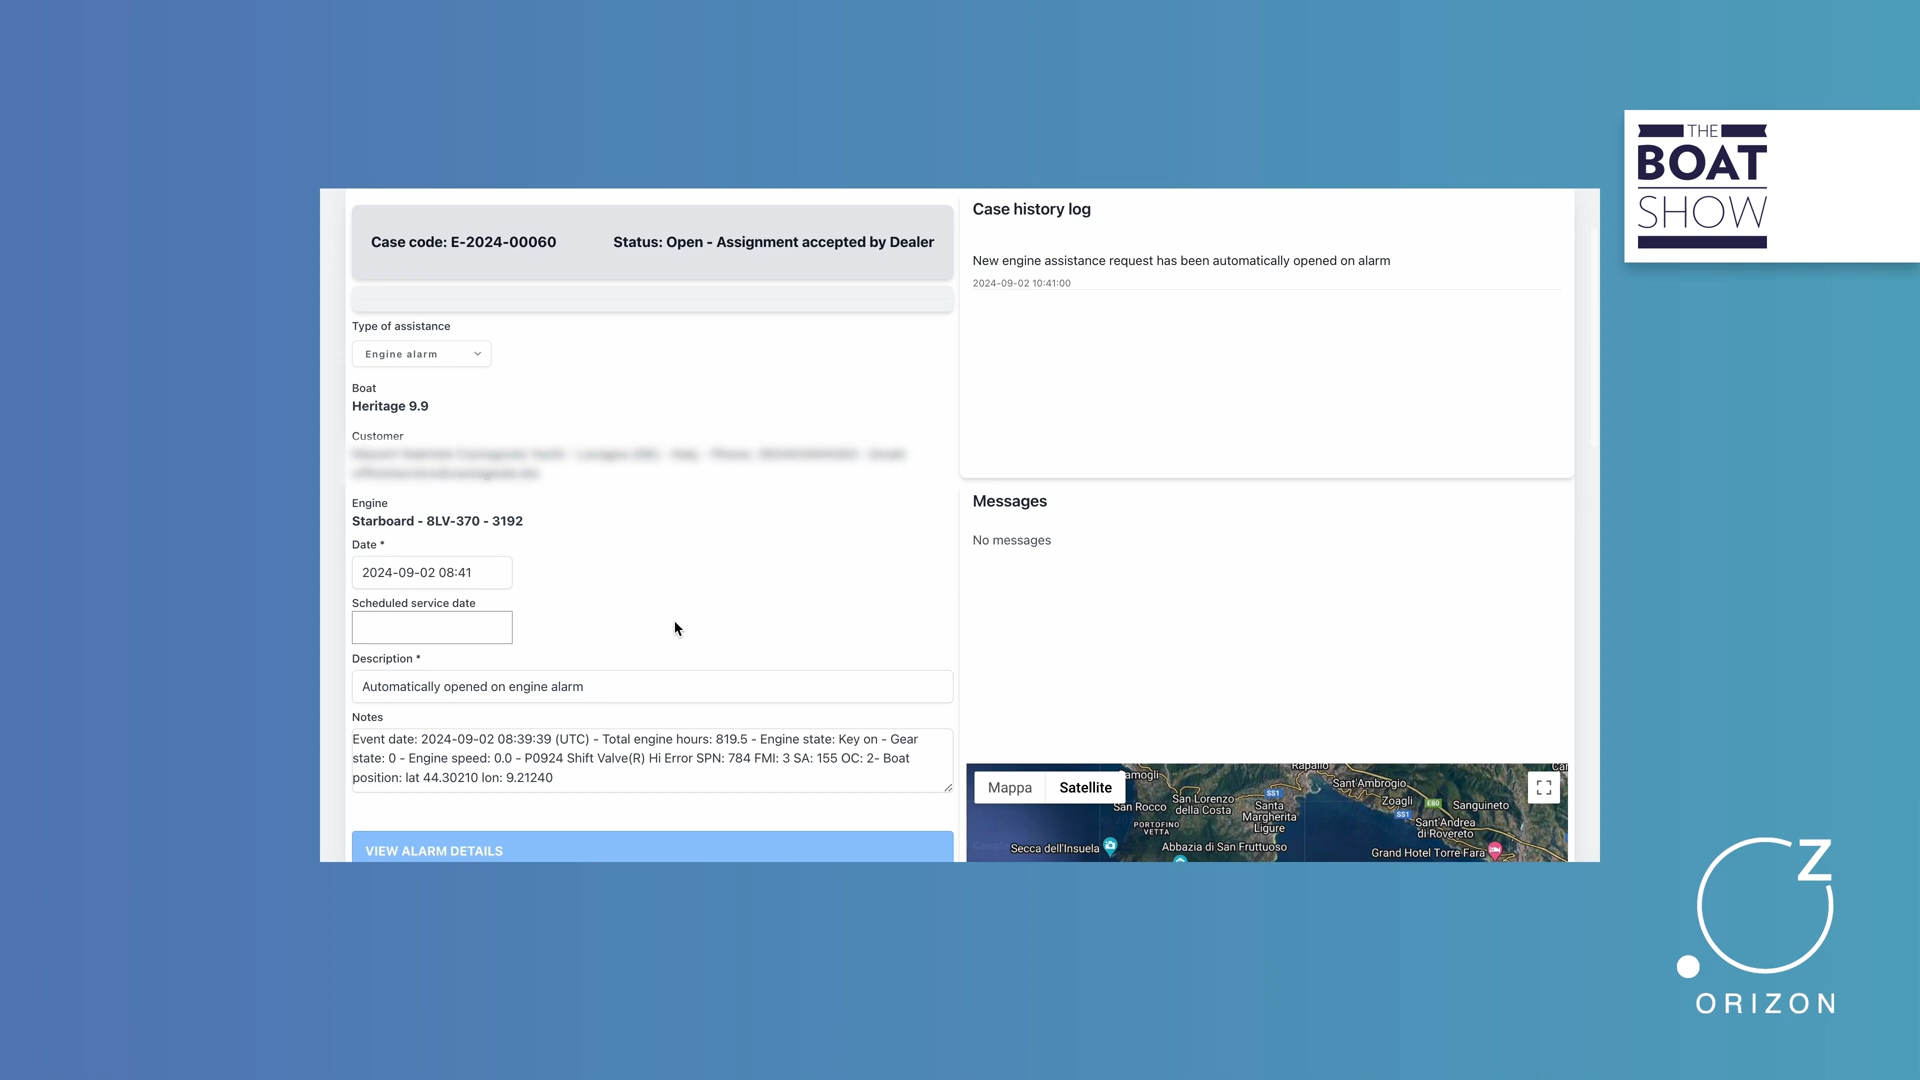 THE
BOAT
SHOW
Case code: E-2024-00060
Status: Open - Assignment accepted by Dealer
Type of assistance
Engine alarm
Boat
Heritage 9.9
Customer
Engine
Starboard - 8LV-370 - 3192
Date *
2024-09-02 08:41
Scheduled service date
Description *
Automatically opened on engine alarm
Notes
Event date: 2024-09-02 08:39:39 (UTC) - Total engine hours: 819.5 - Engine state: Key on - Gear
state: 0 - Engine speed: 0.0 - P0924 Shift Valve(R) Hi Error SPN: 784 FMI: 3 SA: 155 OC: 2- Boat
position: lat 44.30210 lon: 9.21240
VIEW ALARM DETAILS
Case history log
New engine assistance request has been automatically opened on alarm
2024-09-02 10:41:00
Messages
No messages
Mappa
Satellite
amogli
Rapallo
San Rocco
San Lorenzo
della Costa
SS1
Santa
Margherita
Ligure
PORTOFINO
VETTA
Secca dell'Insuela
Abbazia di San Fruttuoso
Sant'Ambrogio
Zoagli
E80
Sanguineto
SS1
Sant'Andrea
di Rovereto
Grand Hotel Torre Fara
Z
ORIZON